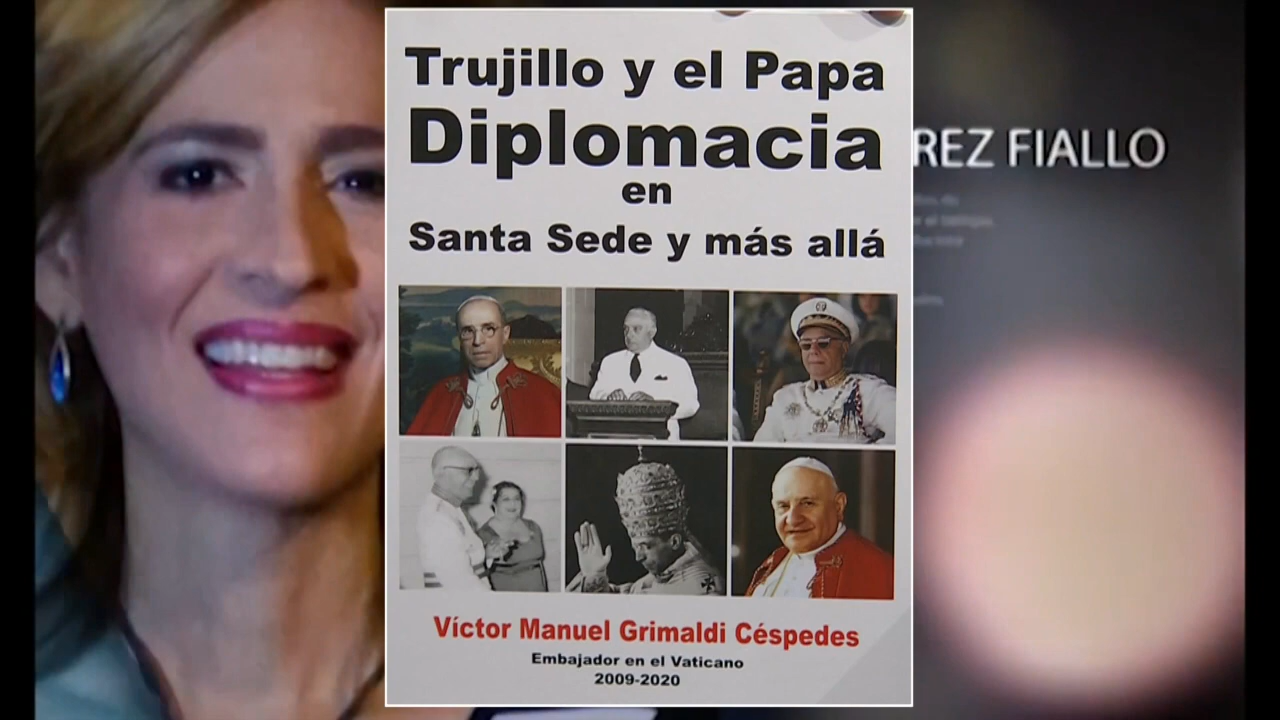 Trujillo y el Papa
Diplomacia
en
Santa Sede y más allá
Víctor Manuel Grimaldi Céspedes
Embajador en el Vaticano
2009-2020
REZ FIALLO